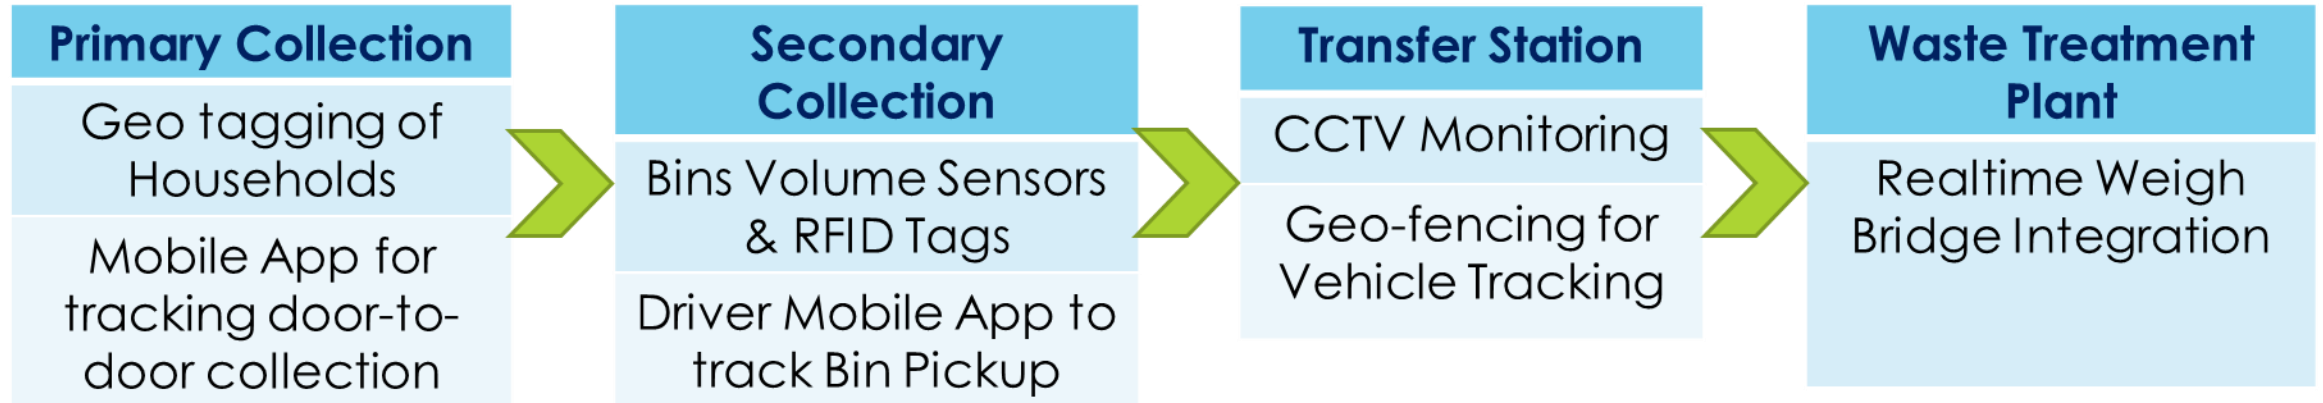 Primary Collection
Geo tagging of
Households
Mobile App for
tracking door-to-
door collection
Secondary
Collection
Bins Volume Sensors
& RFID Tags
Driver Mobile App to
track Bin Pickup
Transfer Station
CCTV Monitoring
Geo-fencing for
Vehicle Tracking
Waste Treatment
Plant
Realtime Weigh
Bridge Integration